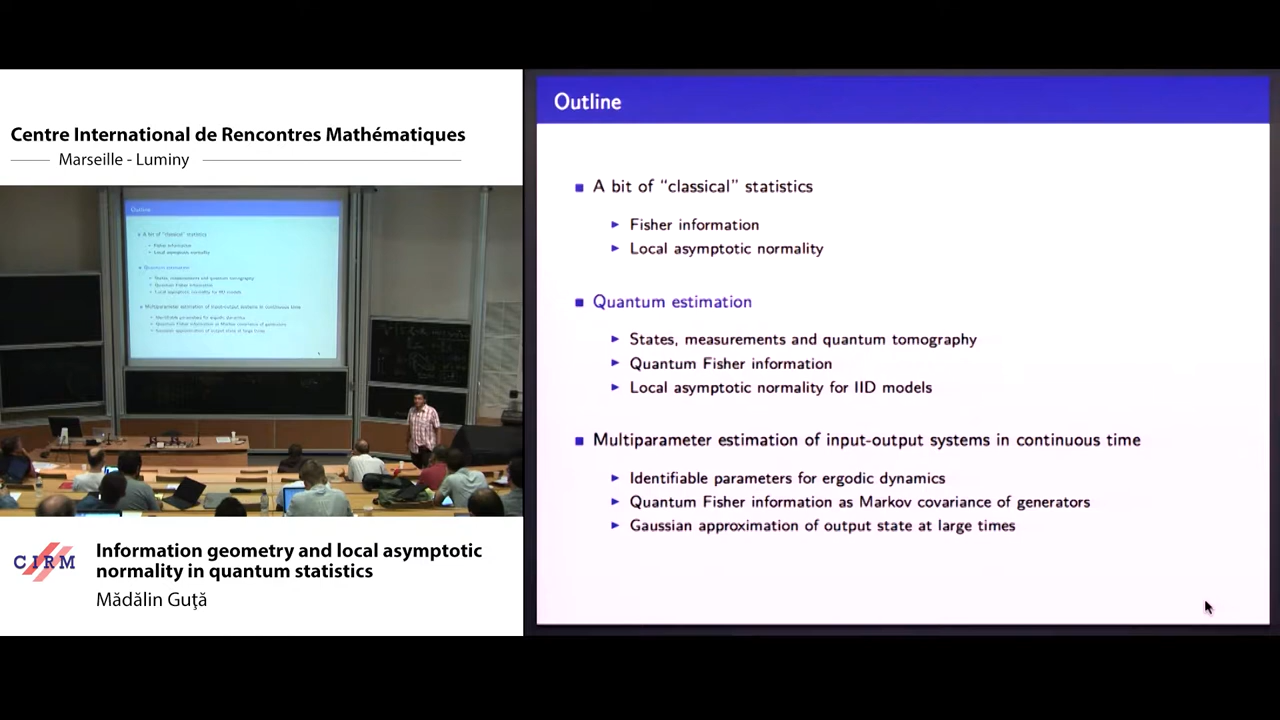 Centre International de Rencontres Mathématiques
Marseille - Luminy
CIRM
Information geometry and local asymptotic
normality in quantum statistics
Mădălin Guţă
Outline
A bit of “classical” statistics
Fisher information
Local asymptotic normality
Quantum estimation
States, measurements and quantum tomography
Quantum Fisher information
Local asymptotic normality for IID models
Multiparameter estimation of input-output systems in continuous time
Identifiable parameters for ergodic dynamics
Quantum Fisher information as Markov covariance of generators
Gaussian approximation of output state at large times